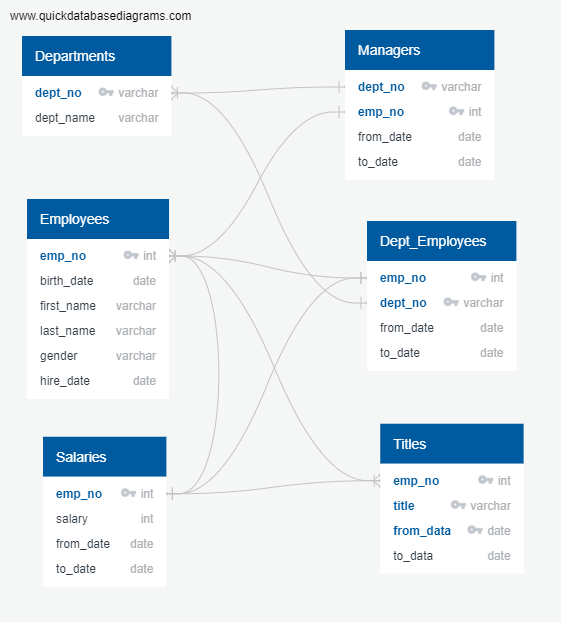 www.quickdatabasediagrams.com
Departments
dept_no varchar
dept_name varchar
Managers
dept_no varchar
emp_no int
from_date date
to_date date
Employees
emp_no int
birth_date date
first_name varchar
last_name varchar
gender varchar
hire_date date
Dept_Employees
emp_no int
dept_no varchar
from_date date
to_date date
Salaries
emp_no int
salary int
from_date date
to_date date
Titles
emp_no int
title varchar
from_data date
to_data date